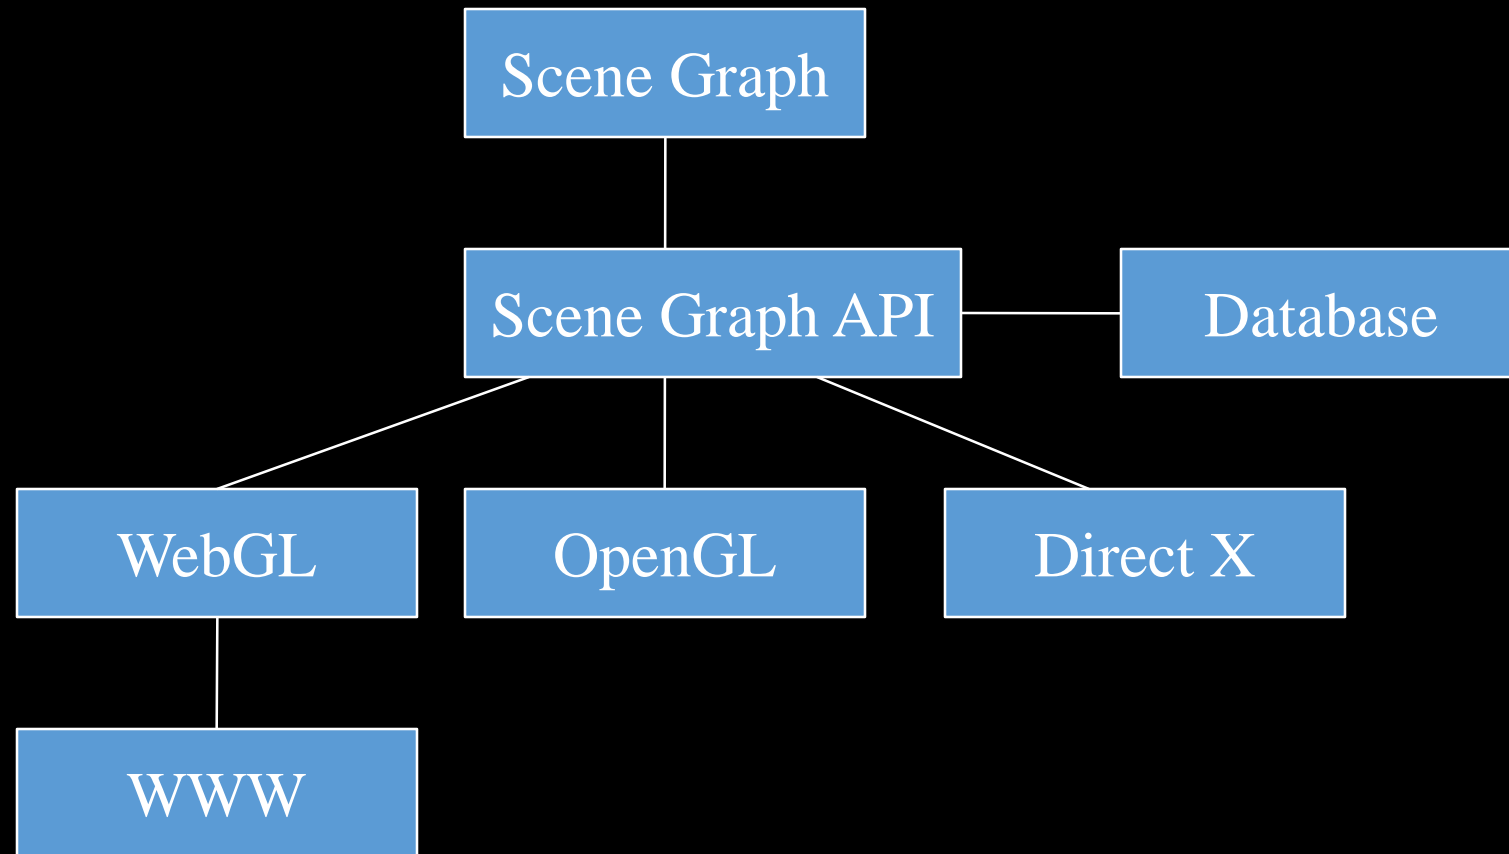 Scene Graph
Scene Graph API
Database
WebGL
OpenGL
Direct X
WWW